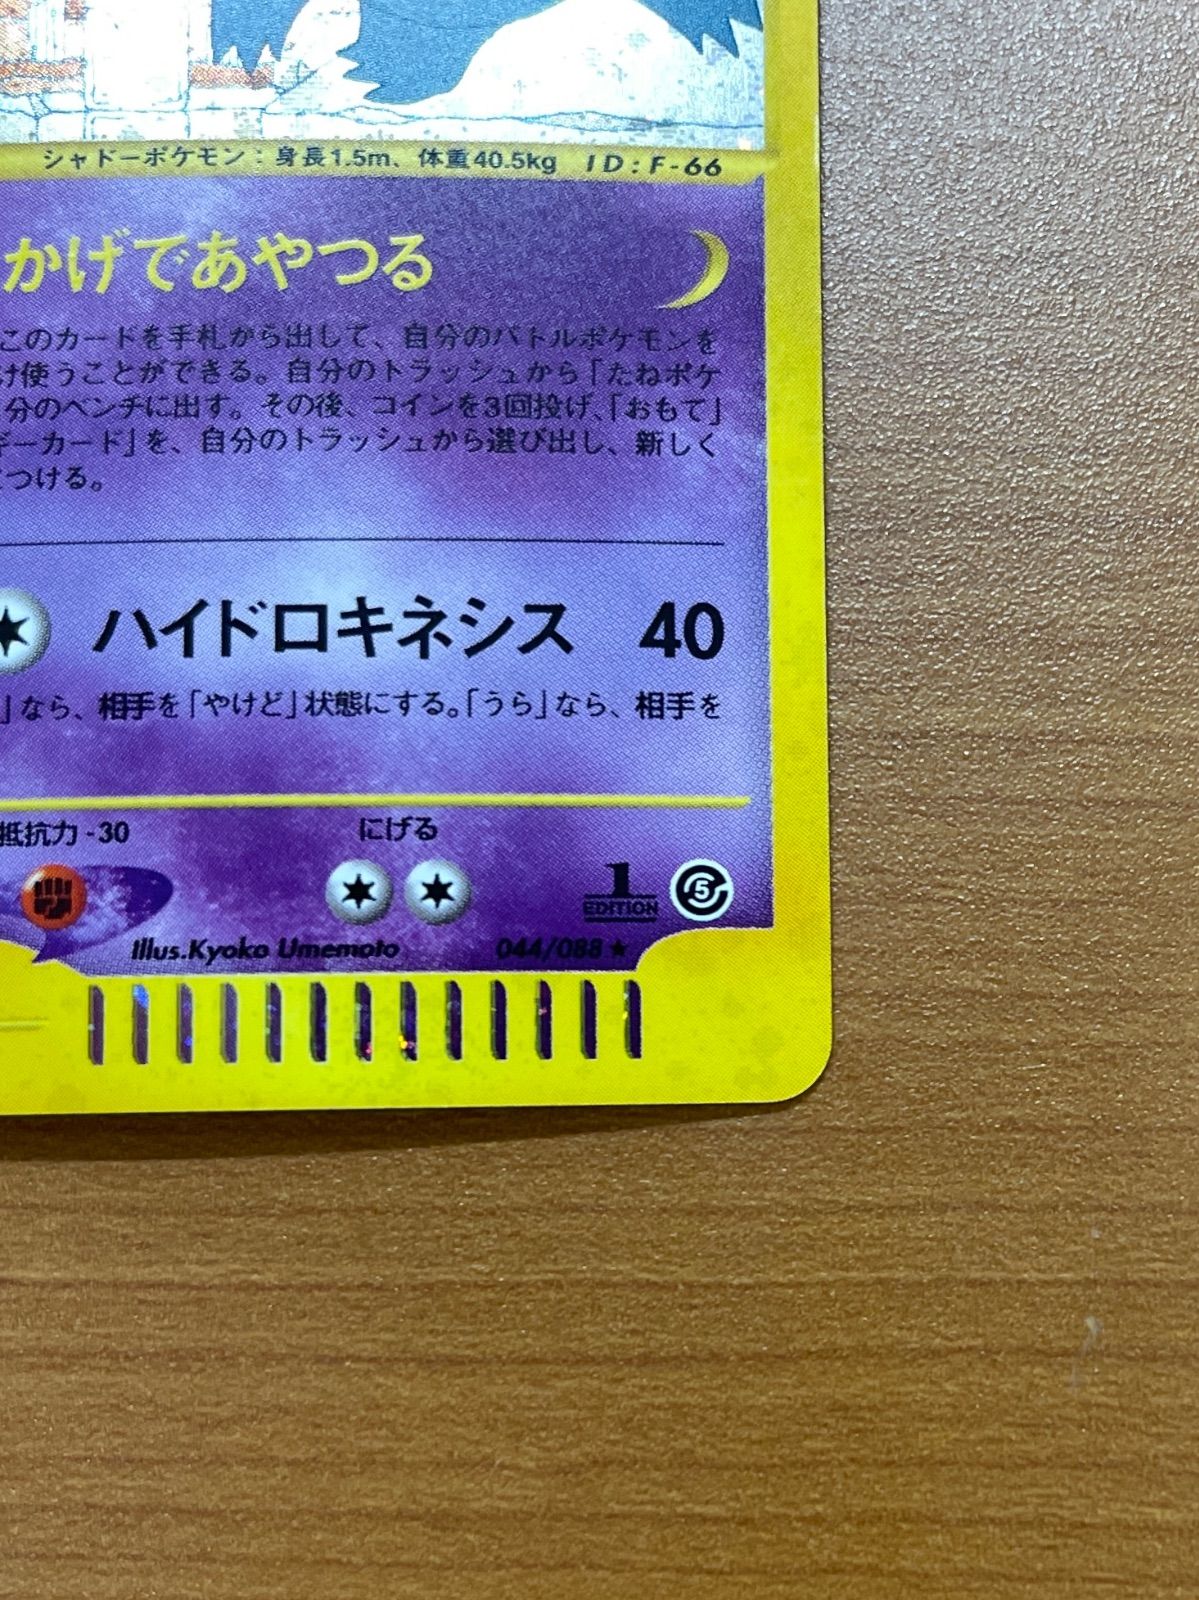 シャドーポケモン：身長1.5m、体重40.5kg ID:F-66
かげであやつる
このカードを手札から出して、自分のバトルポケモンを
け使うことができる。自分のトラッシュから「たねポケ
分のベンチに出す。その後、コインを3回投げ、「おもて」
ギーカード」を、自分のトラッシュから選び出し、新しく
つける。
ハイドロキネシス 40
」なら、相手を「やけど」状態にする。「うら」なら、相手を
抵抗力 -30 にげる
1 EDITION 5
Illus.Kyoko Umemoto 044/088 ★